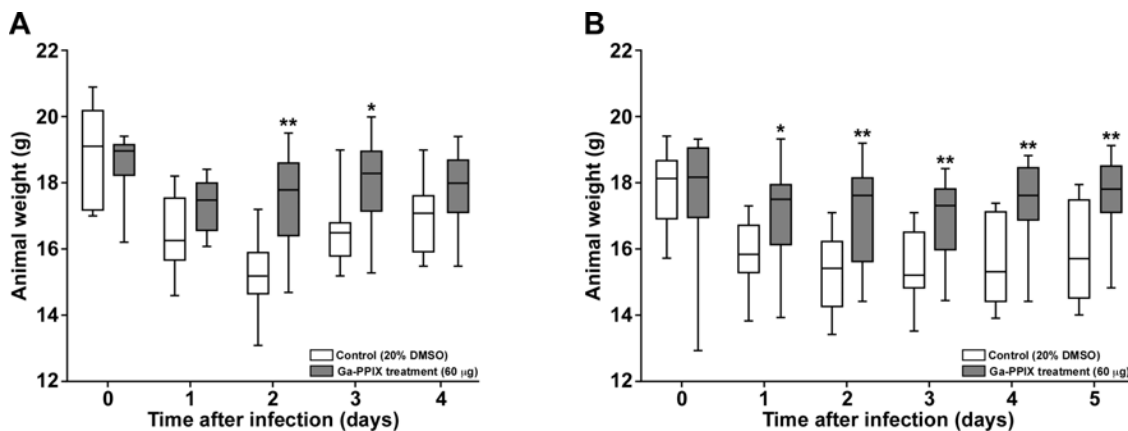 A
Animal weight (g)
22
20
18
16
14
12
**
*
Control (20% DMSO)
Ga-PPIX treatment (60 μg)
0 1 2 3 4
Time after infection (days)
B
Animal weight (g)
22
20
18
16
14
12
*
**
**
**
**
Control (20% DMSO)
Ga-PPIX treatment (60 μg)
0 1 2 3 4 5
Time after infection (days)